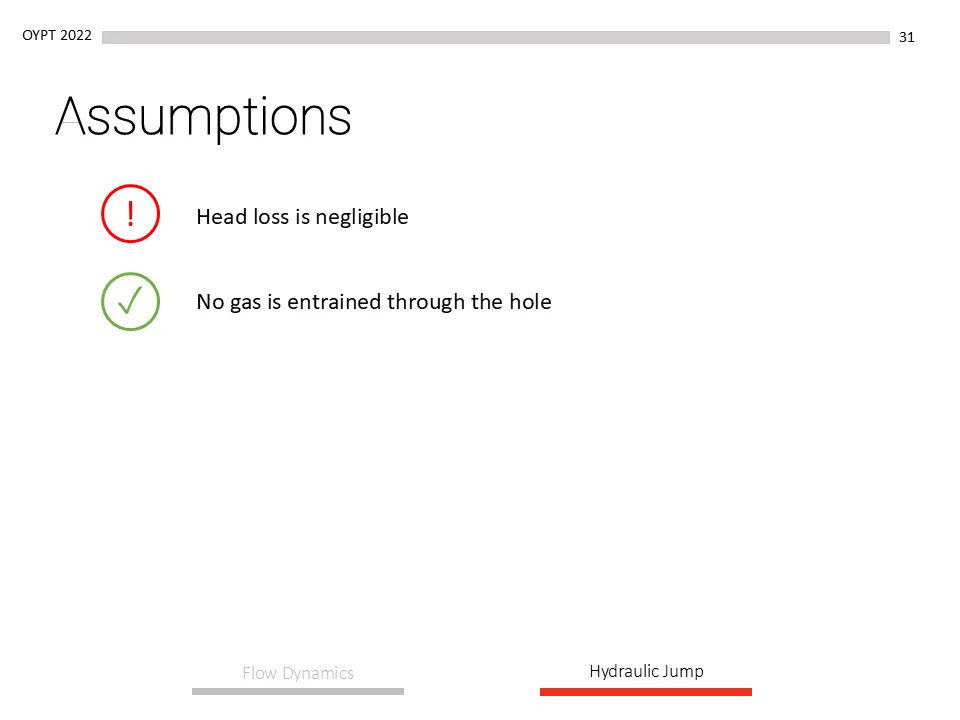 OYPT 2022
31
Assumptions
! Head loss is negligible
✓ No gas is entrained through the hole
Flow Dynamics
Hydraulic Jump